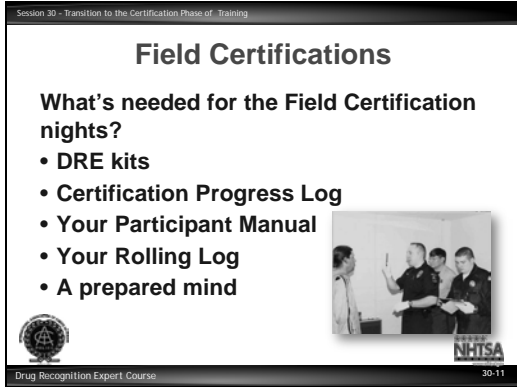 Session 30 - Transition to the Certification Phase of Training
Field Certifications
What's needed for the Field Certification
nights?
• DRE kits
• Certification Progress Log
• Your Participant Manual
• Your Rolling Log
• A prepared mind
NHTSA
Drug Recognition Expert Course
30-11